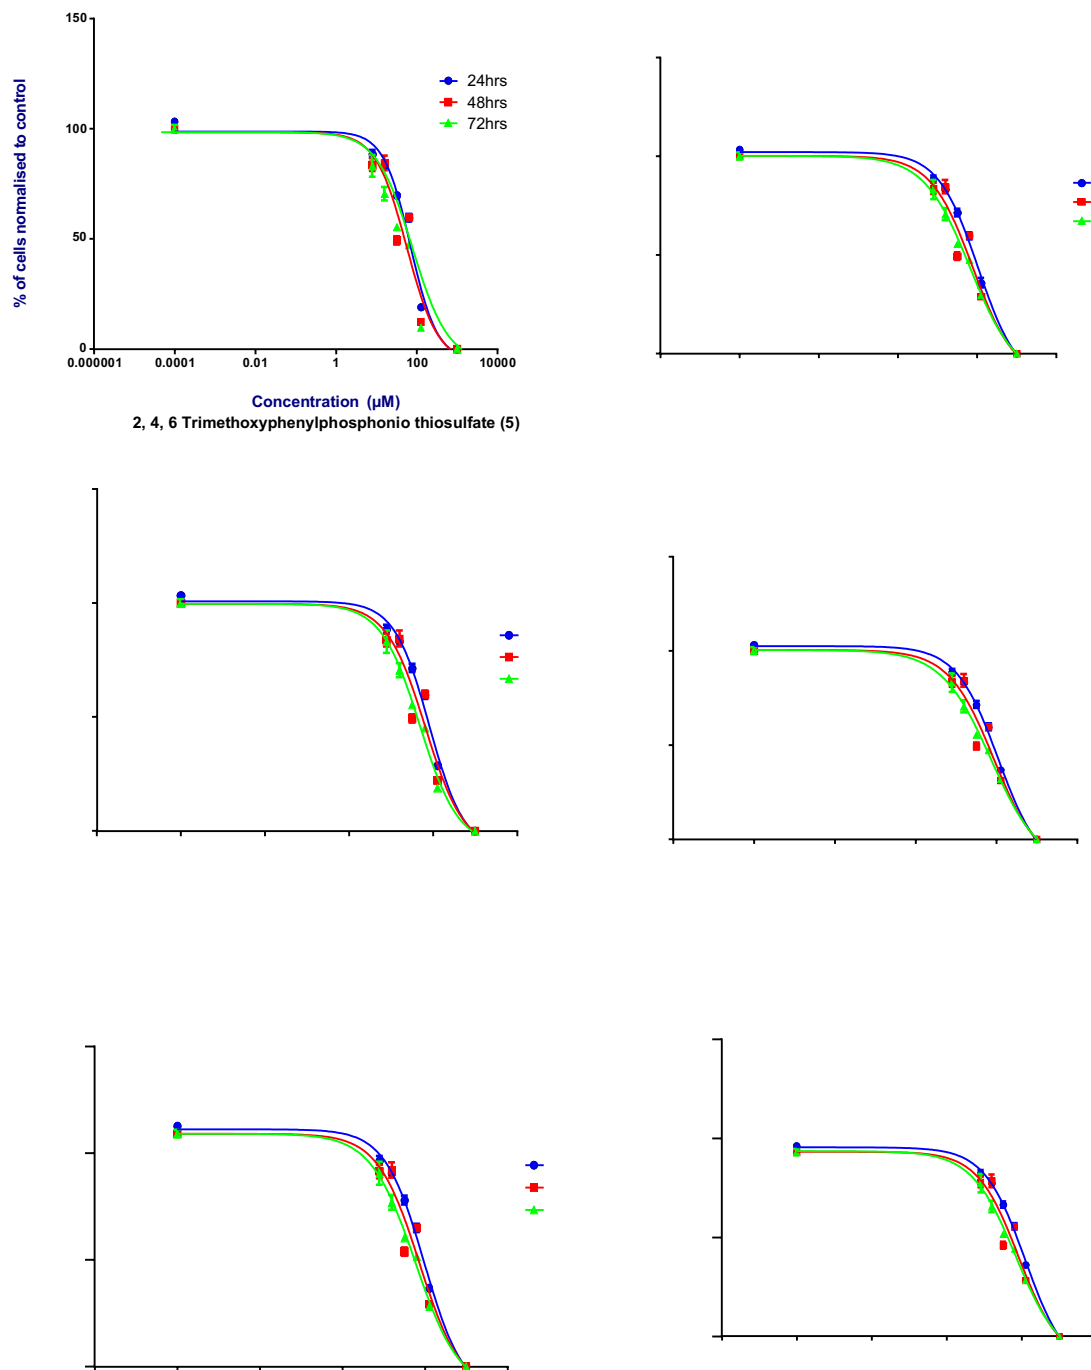 150
24hrs
48hrs
72hrs
100
% of cells normalised to control
50
0
0.000001 0.0001 0.01 1 100 10000
Concentration (µM)
2, 4, 6 Trimethoxyphenylphosphonio thiosulfate (5)